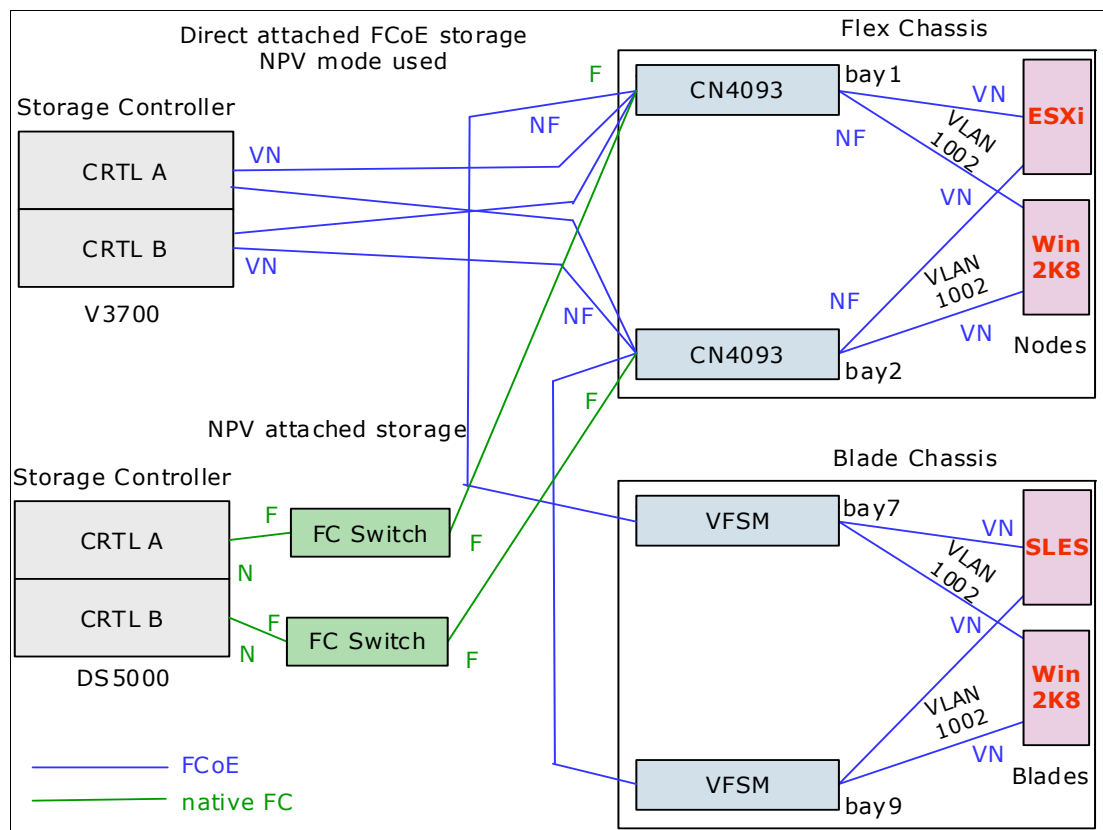 Direct attached FCoE storage
NPV mode used
Flex Chassis
Storage Controller
CRTL A
CRTL B
V3700
VN
VN
NF
NF
F
F
CN4093
bay1
CN4093
bay2
VN
NF
VLAN
1002
VN
NF
VLAN
1002
VN
ESXi
Win
2K8
Nodes
NPV attached storage
Storage Controller
CRTL A
CRTL B
DS5000
F
N
F
N
FC Switch
FC Switch
F
F
Blade Chassis
VFSM
bay7
VFSM
bay9
VN
VLAN
1002
VN
VLAN
1002
VN
SLES
Win
2K8
Blades
FCoE
native FC